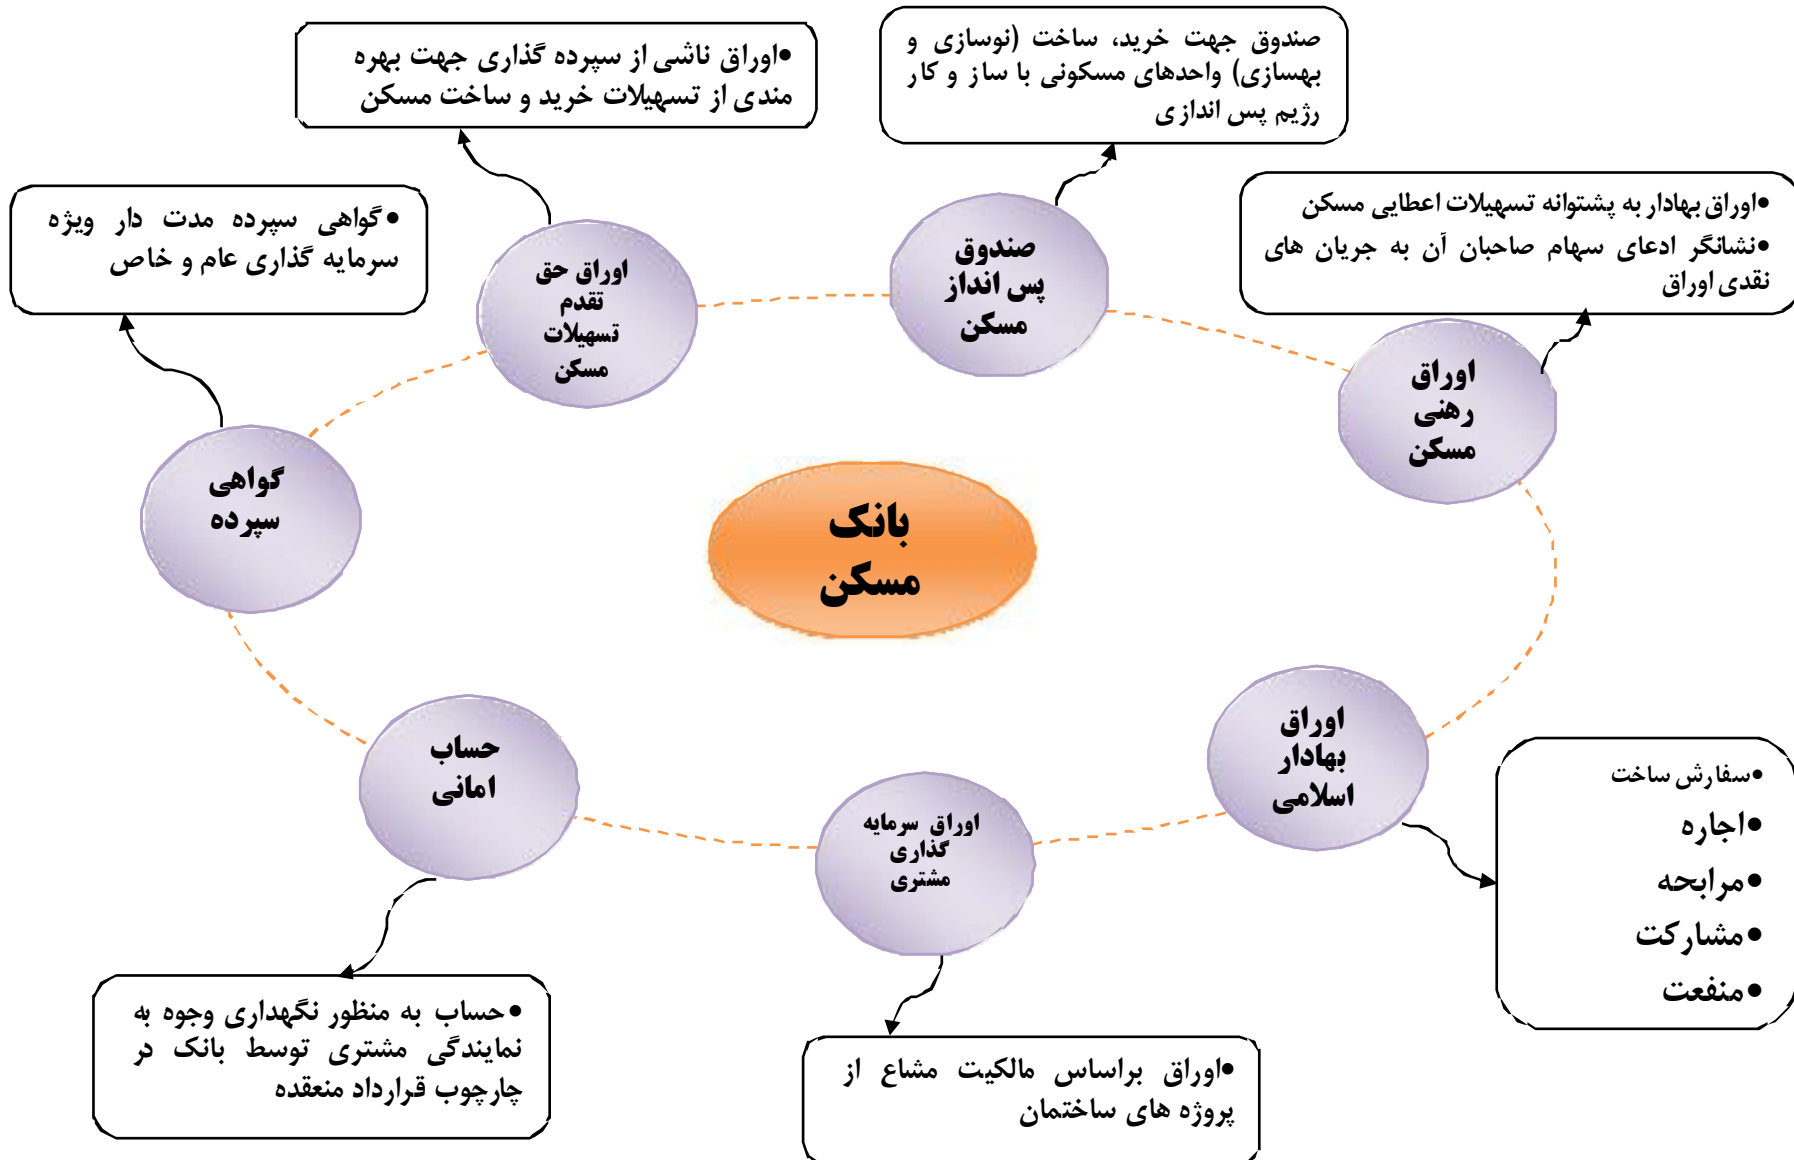 صندوق جهت خرید، ساخت (نوسازی و
بهسازی) واحدهای مسکونی با ساز و کار
رژیم پس اندازی
•اوراق ناشی از سپرده گذاری جهت بهره
مندی از تسهیلات خرید و ساخت مسکن
•اوراق بهادار به پشتوانه تسهیلات اعطایی مسکن
•نشانگر ادعای سهام صاحبان آن به جریان های
نقدی اوراق
•گواهی سپرده مدت دار ویژه
سرمایه گذاری عام و خاص
صندوق
پس انداز
مسکن
اوراق حق
تقدم
تسهیلات
مسکن
اوراق
رهنی
مسکن
گواهی
سپرده
بانک
مسکن
اوراق
بهادار
اسلامی
حساب
امانی
اوراق سرمایه
گذاری
مشتری
•سفارش ساخت
•اجاره
•مرابحه
•مشارکت
•منفعت
•حساب به منظور نگهداری وجوه به
نمایندگی مشتری توسط بانک در
چارچوب قرارداد منعقده
•اوراق براساس مالکیت مشاع از
پروژه های ساختمان